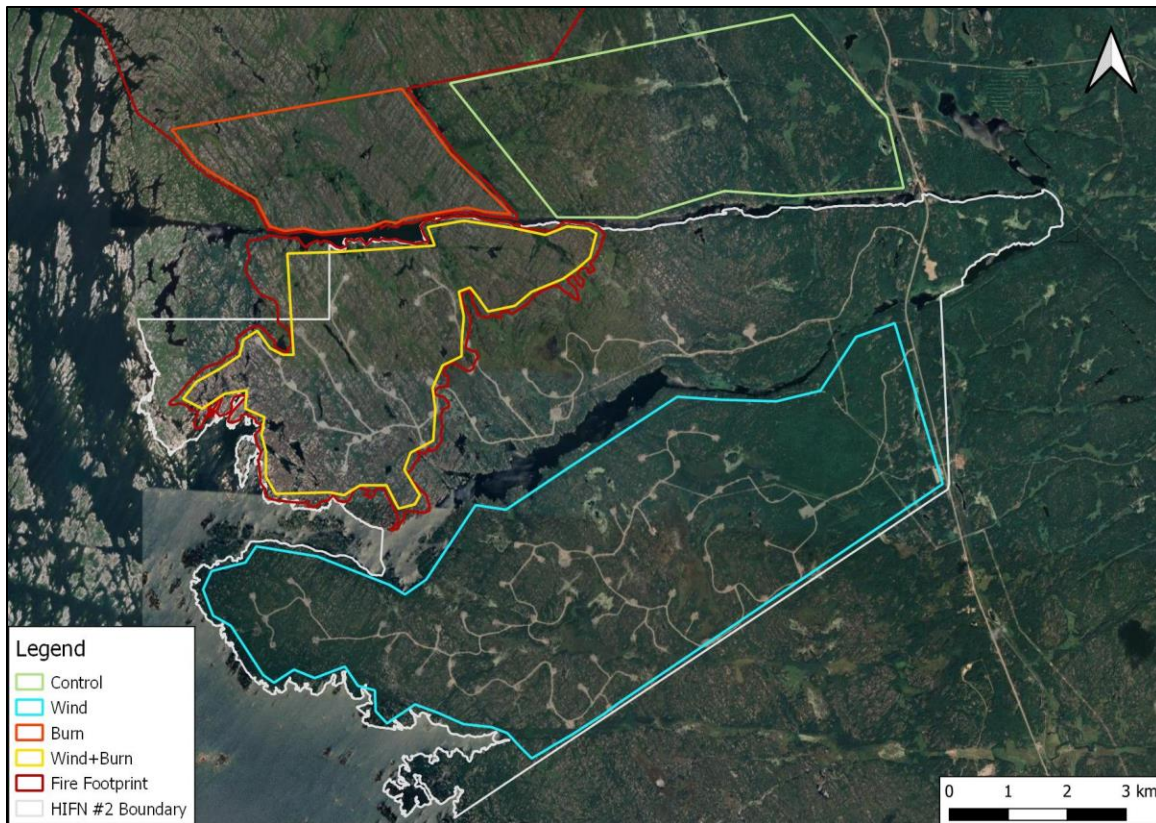 Legend
Control
Wind
Burn
Wind+Burn
Fire Footprint
HIFN #2 Boundary
0 1 2 3 km